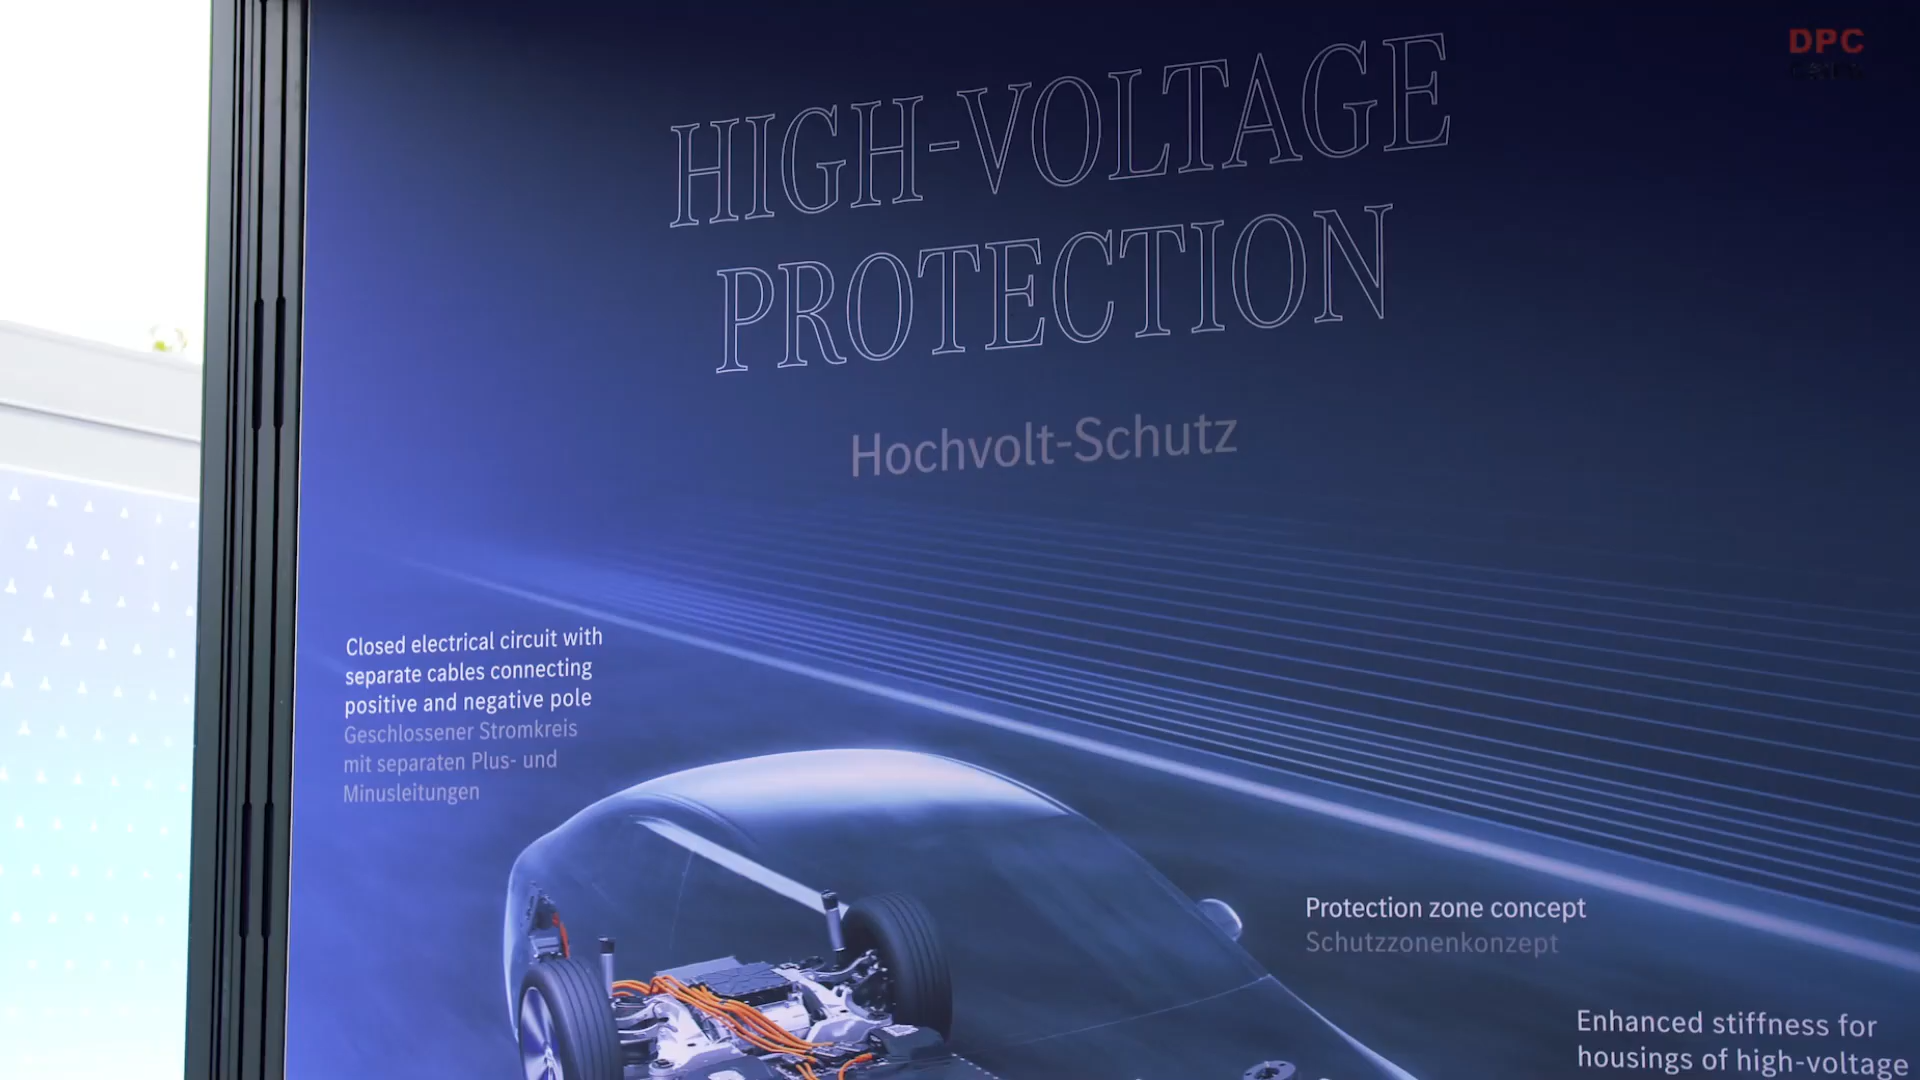 DPC
HIGH-VOLTAGE
PROTECTION
Hochvolt-Schutz
Closed electrical circuit with
separate cables connecting
positive and negative pole
Geschlossener Stromkreis
mit separaten Plus- und
Minusleitungen
Protection zone concept
Schutzzonenkonzept
Enhanced stiffness for
housings of high-voltage